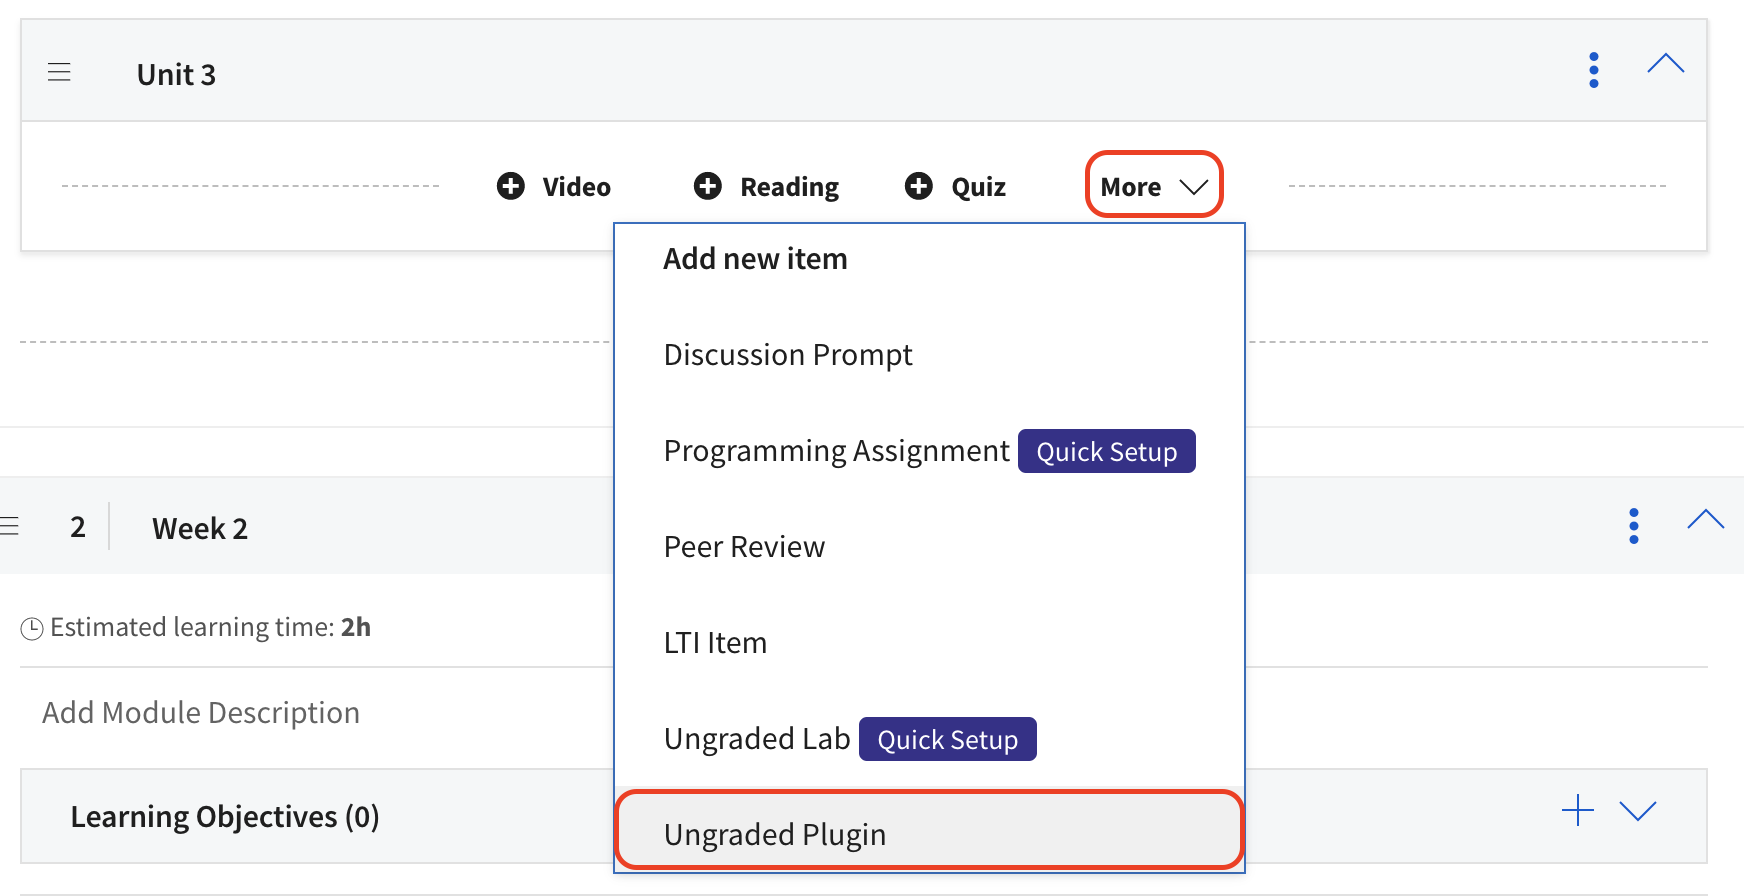 Unit 3
Video Reading Quiz More
Add new item
Discussion Prompt
Programming Assignment Quick Setup
Peer Review
LTI Item
Ungraded Lab Quick Setup
Ungraded Plugin
2 Week 2
Estimated learning time: 2h
Add Module Description
Learning Objectives (0)